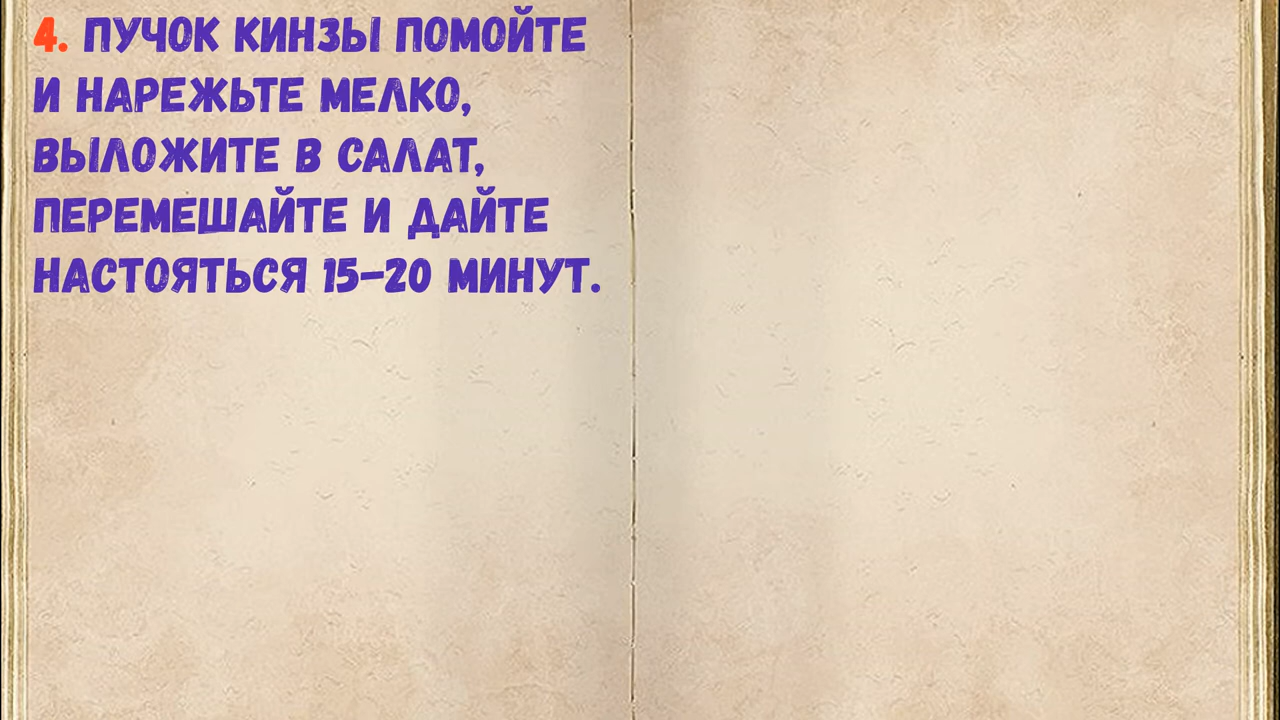 4. ПУЧОК КИНЗЫ ПОМОЙТЕ
И НАРЕЖЬТЕ МЕЛКО,
ВЫЛОЖИТЕ В САЛАТ,
ПЕРЕМЕШАЙТЕ И ДАЙТЕ
НАСТОЯТЬСЯ 15-20 МИНУТ.